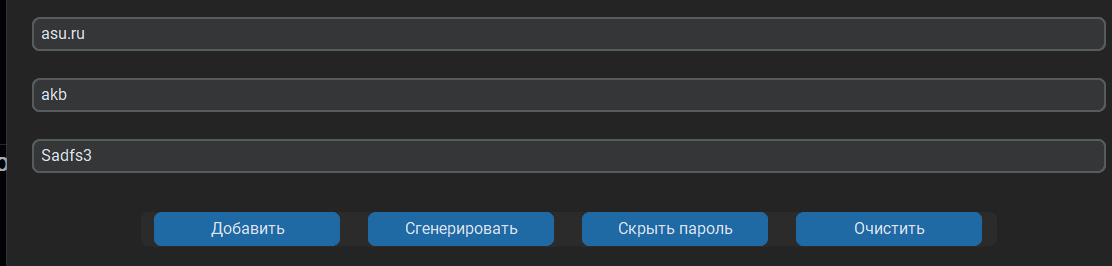 asu.ru
akb
Sadfs3
Добавить Сгенерировать Скрыть пароль Очистить